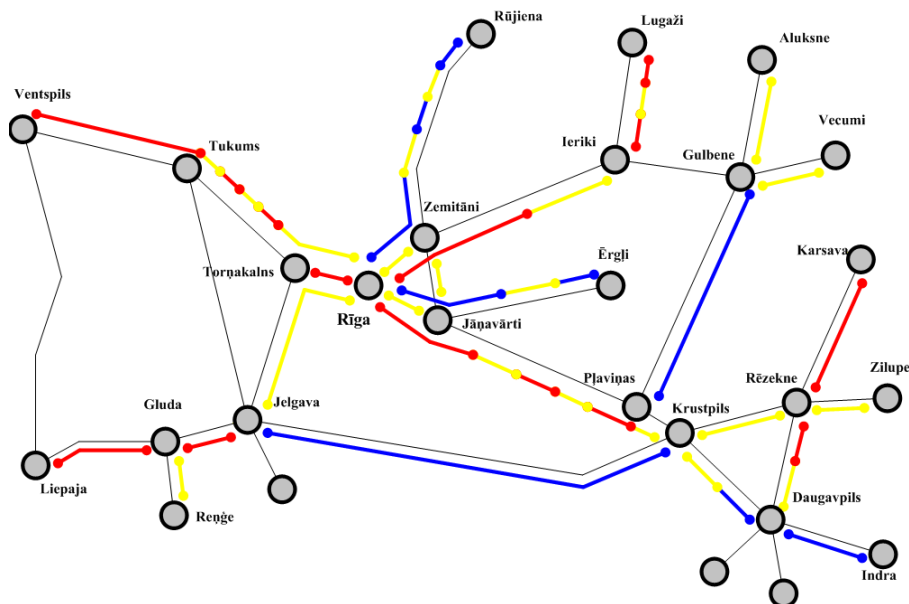 Rūjiena
Lugaži
Aluksne
Ventspils
Vecumi
Tukums
Ieriki
Gulbene
Zemitāni
Ērgļi
Karsava
Torņakalns
Rīga
Jāņavārti
Pļaviņas
Rēzekne
Zilupe
Gluda
Jelgava
Krustpils
Liepaja
Daugavpils
Reņģe
Indra